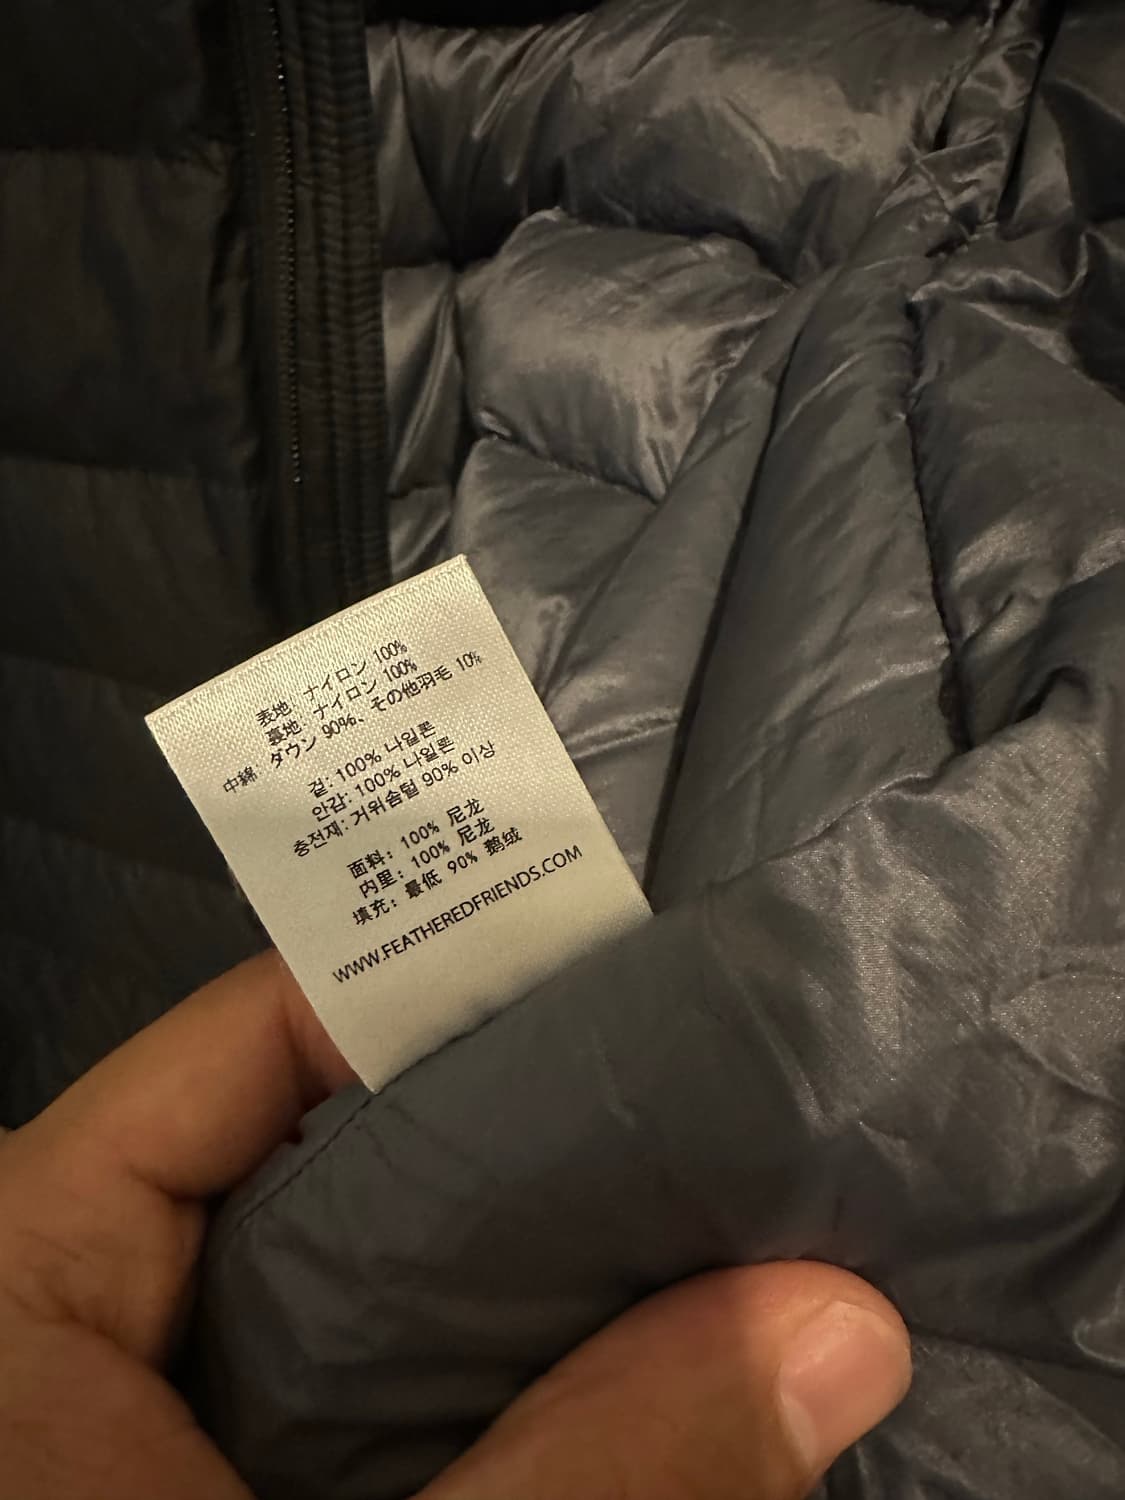 表地: ナイロン 100%
裏地: ナイロン 100%
中綿: ダウン 90%、その他羽毛 10%
겉: 100% 나일론
안감: 100% 나일론
충전재: 거위솜털 90% 이상
面料: 100% 尼龙
内里: 100% 尼龙
填充: 最低 90% 鹅绒
WWW.FEATHEREDFRIENDS.COM